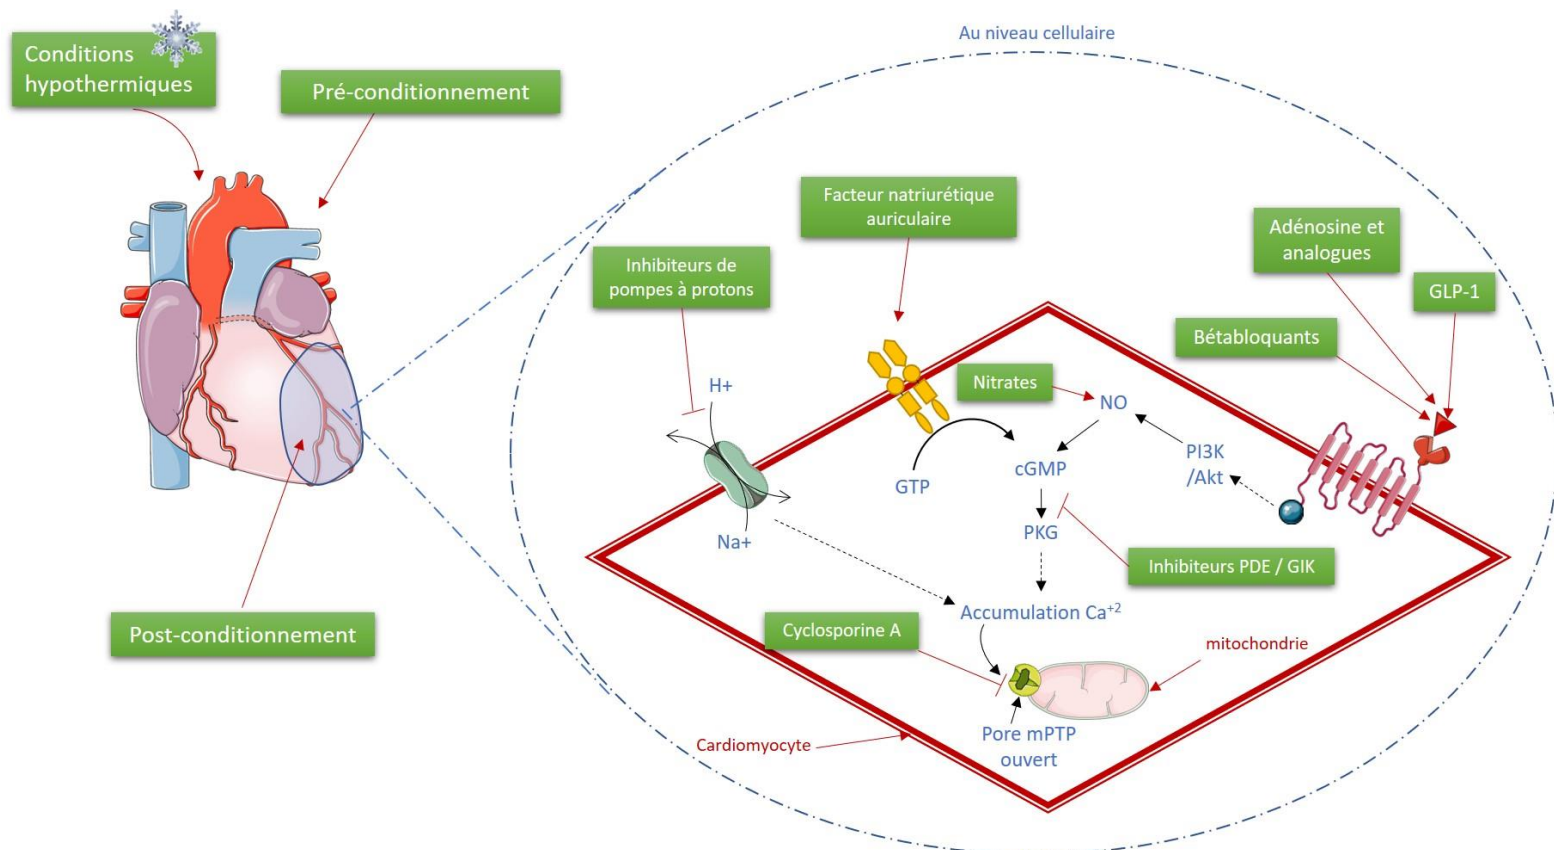 Au niveau cellulaire
Conditions
hypothermiques
Pré-conditionnement
Post-conditionnement
Facteur natriurétique
auriculaire
Inhibiteurs de
pompes à protons
Adénosine et
analogues
GLP-1
Bétabloquants
H+
Nitrates
NO
PI3K
/Akt
cGMP
GTP
PKG
Na+
Inhibiteurs PDE / GIK
Accumulation Ca+2
Cyclosporine A
mitochondrie
Pore mPTP
ouvert
Cardiomyocyte